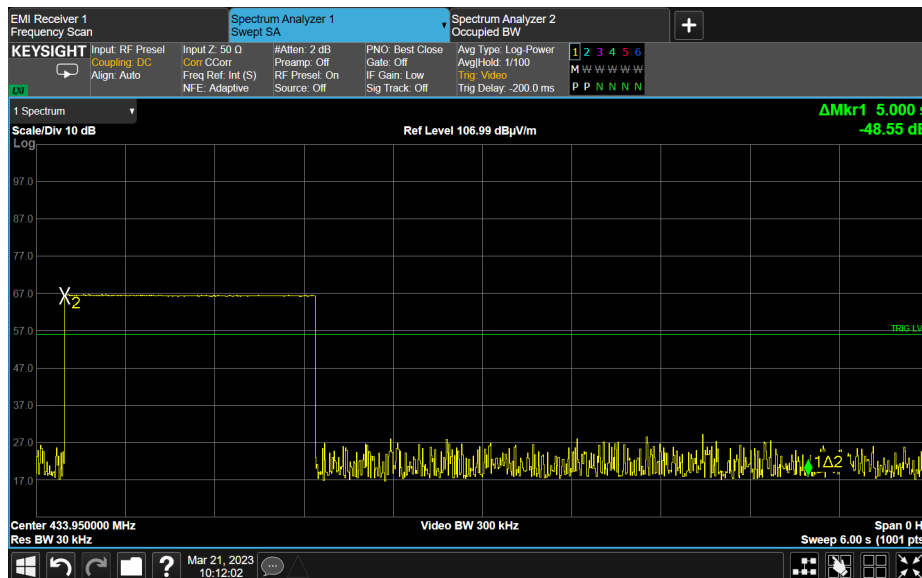 EMI Receiver 1
Frequency Scan
Spectrum Analyzer 1
Swept SA
Spectrum Analyzer 2
Occupied BW
KEYSIGHT
LXI
Input: RF Presel
Coupling: DC
Align: Auto
Input Z: 50 Ω
Corr CCorr
Freq Ref: Int (S)
NFE: Adaptive
#Atten: 2 dB
Preamp: Off
RF Presel: On
Source: Off
PNO: Best Close
Gate: Off
IF Gain: Low
Sig Track: Off
Avg Type: Log-Power
Avg|Hold: 1/100
Trig: Video
Trig Delay: -200.0 ms
1 2 3 4 5 6
M W W W W W
P P N N N N
1 Spectrum
ΔMkr1 5.000 s
Scale/Div 10 dB
Ref Level 106.99 dBµV/m
-48.55 dB
Log
97.0
87.0
77.0
67.0
57.0
47.0
37.0
27.0
17.0
X2
TRIG LV
1Δ2
Center 433.950000 MHz
Video BW 300 kHz
Span 0 H
Res BW 30 kHz
Sweep 6.00 s (1001 pts
?
Mar 21, 2023
10:12:02